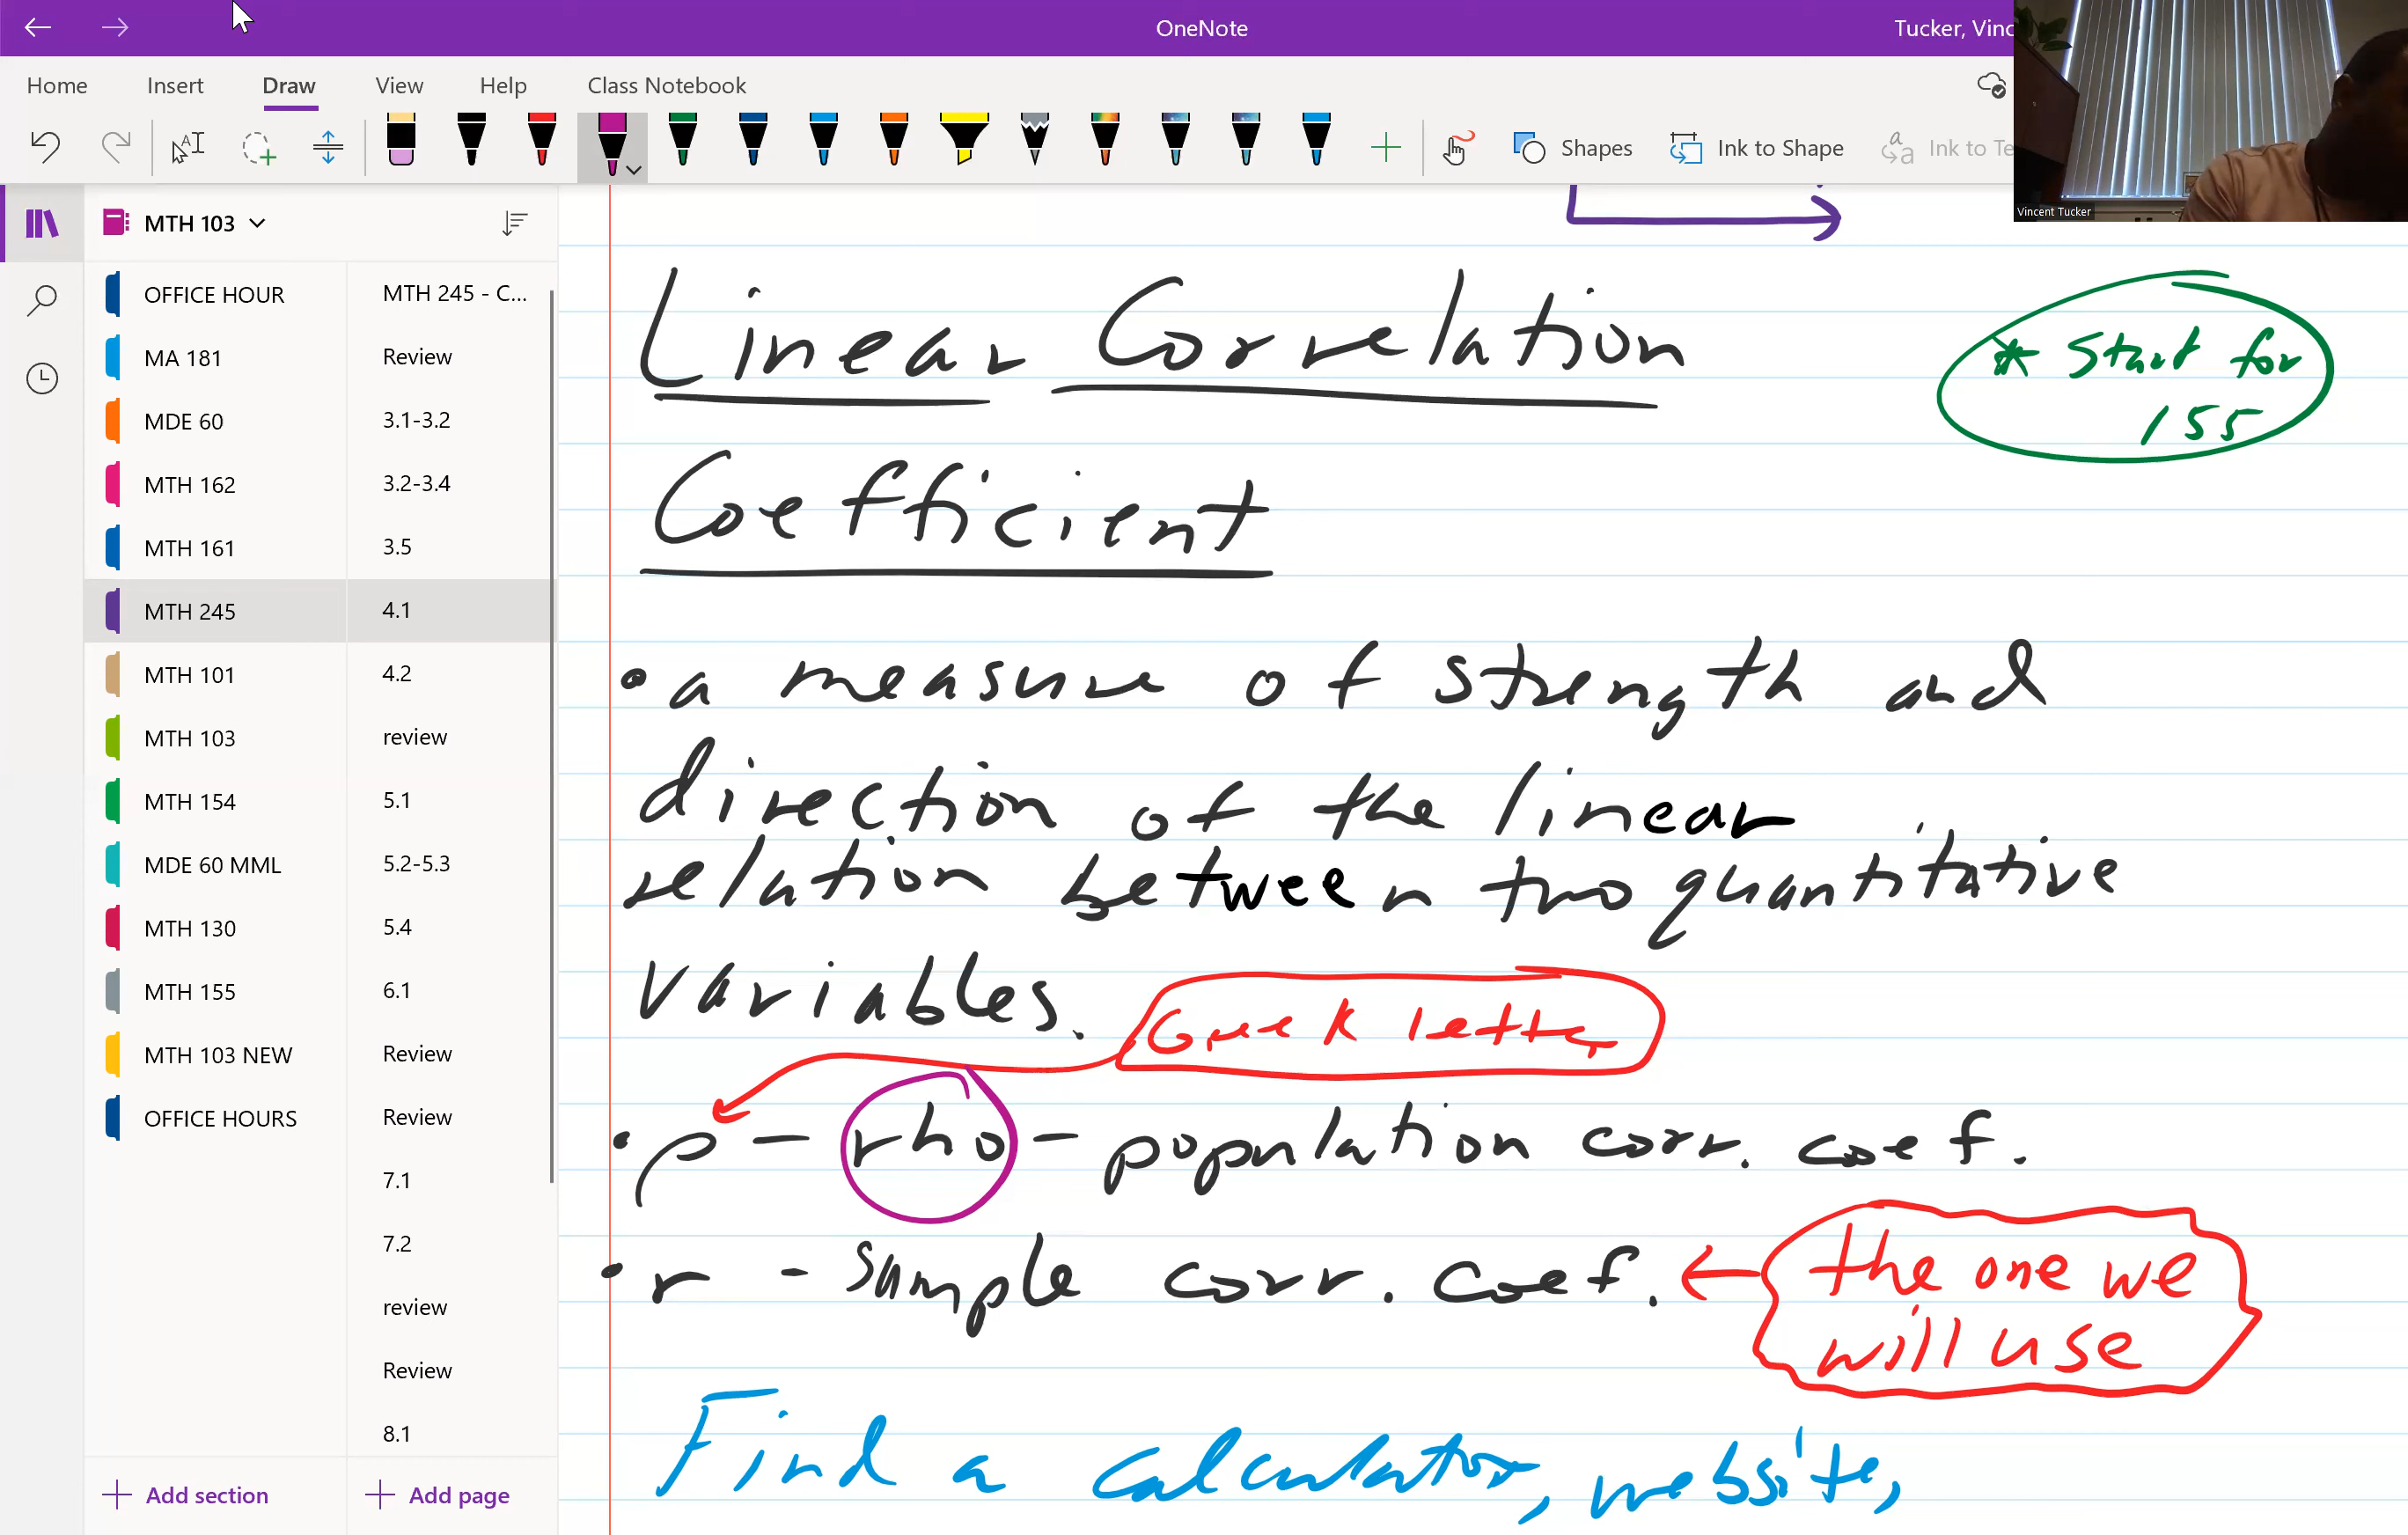 OneNote
Tucker, Vinc
Home Insert Draw View Help Class Notebook
Shapes Ink to Shape Ink to Te
Vincent Tucker
MTH 103
OFFICE HOUR
MA 181
MDE 60
MTH 162
MTH 161
MTH 245
MTH 101
MTH 103
MTH 154
MDE 60 MML
MTH 130
MTH 155
MTH 103 NEW
OFFICE HOURS
Add section
MTH 245 - C...
Review
3.1-3.2
3.2-3.4
3.5
4.1
4.2
review
5.1
5.2-5.3
5.4
6.1
Review
Review
7.1
7.2
review
Review
8.1
Add page
Linear Correlation
Coefficient
* Start for
155
• a measure of strength and
direction of the linear
relation between two quantitative
variables.
Greek letter
• ρ - rho - population corr. coef.
• r - sample corr. coef. ← the one we
will use
Find a calculator, website,